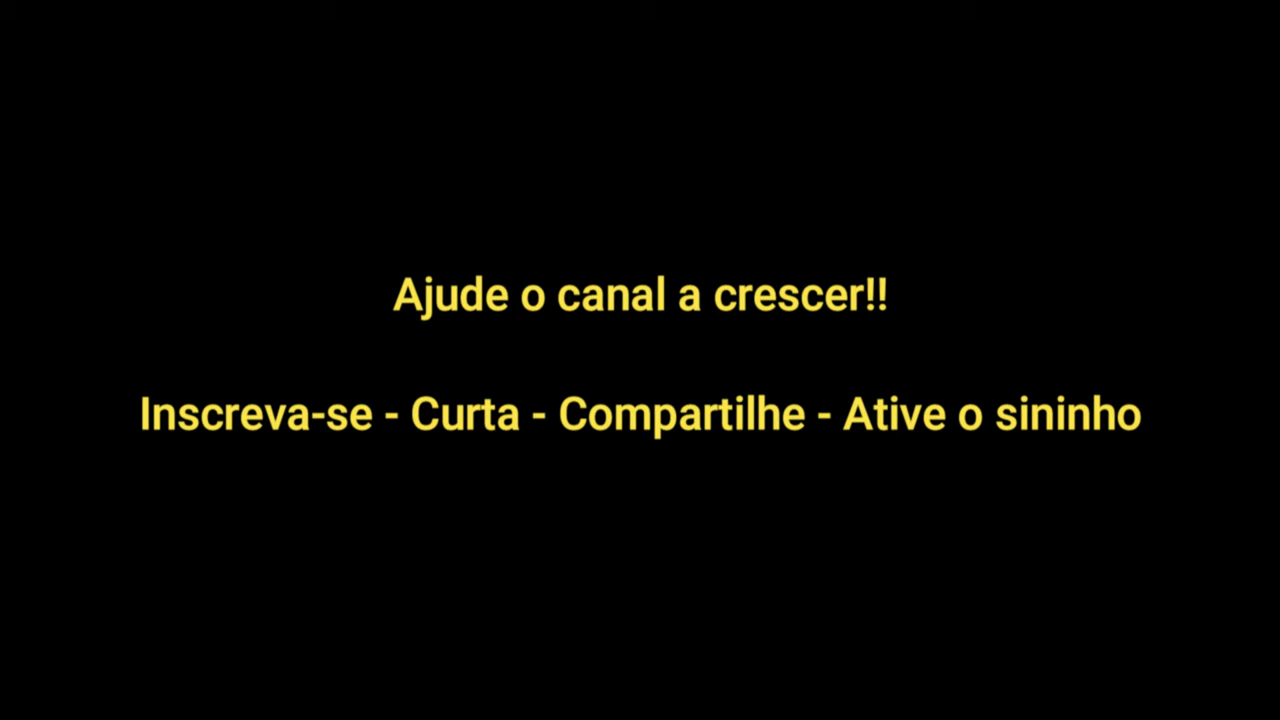 Ajude o canal a crescer!!
Inscreva-se - Curta - Compartilhe - Ative o sininho